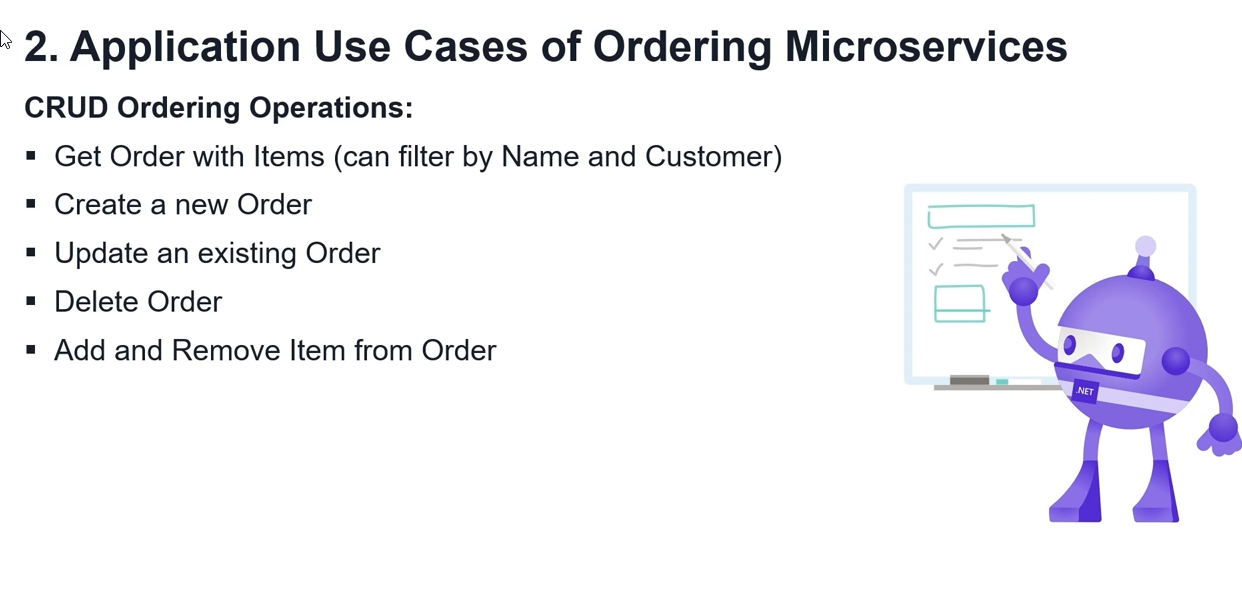 2. Application Use Cases of Ordering Microservices
CRUD Ordering Operations:
▪ Get Order with Items (can filter by Name and Customer)
▪ Create a new Order
▪ Update an existing Order
▪ Delete Order
▪ Add and Remove Item from Order
.NET